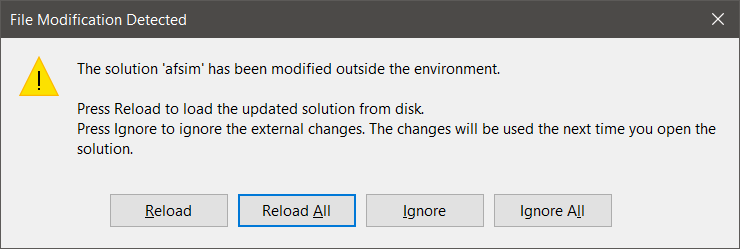 File Modification Detected
The solution 'afsim' has been modified outside the environment.
Press Reload to load the updated solution from disk.
Press Ignore to ignore the external changes. The changes will be used the next time you open the
solution.
Reload
Reload All
Ignore
Ignore All